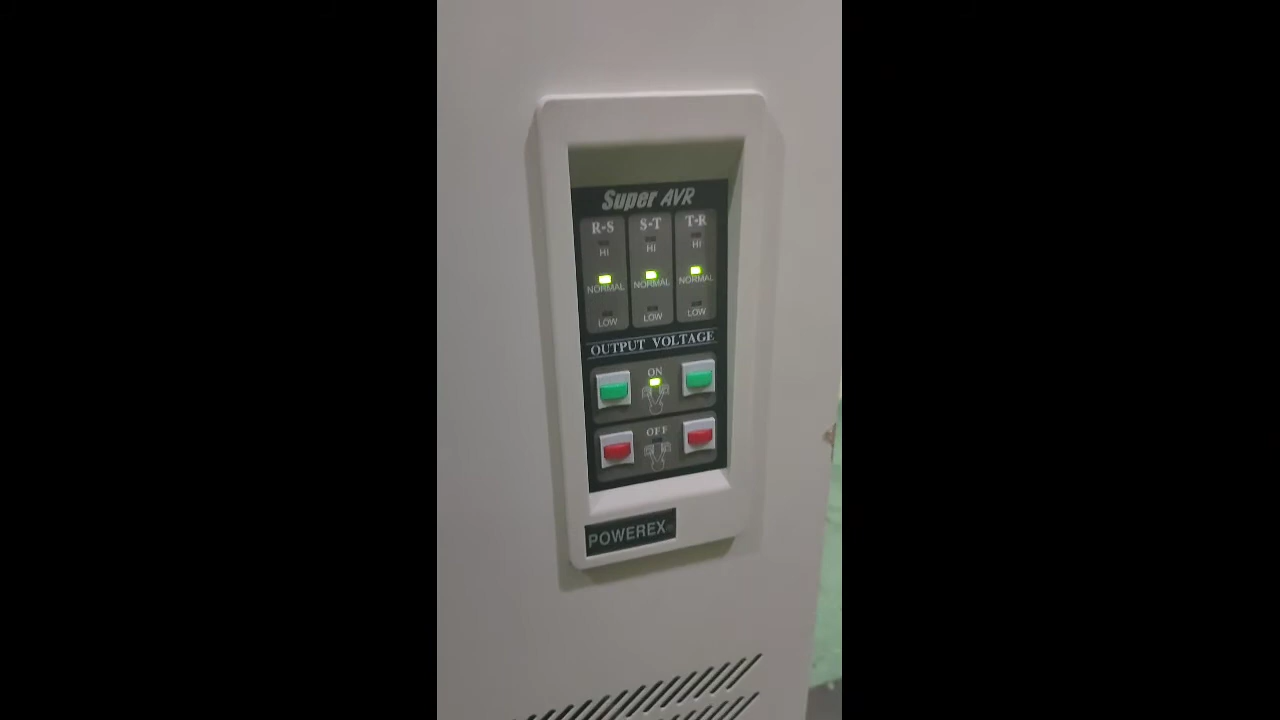 Super AVR
R-S S-T T-R
HI HI HI
NORMAL NORMAL NORMAL
LOW LOW LOW
OUTPUT VOLTAGE
ON
OFF
POWEREX